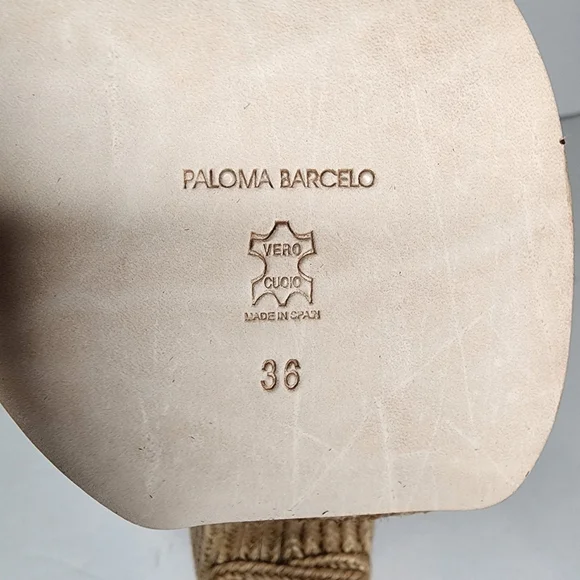 PALOMA BARCELO
VERO
CUOIO
MADE IN SPAIN
36